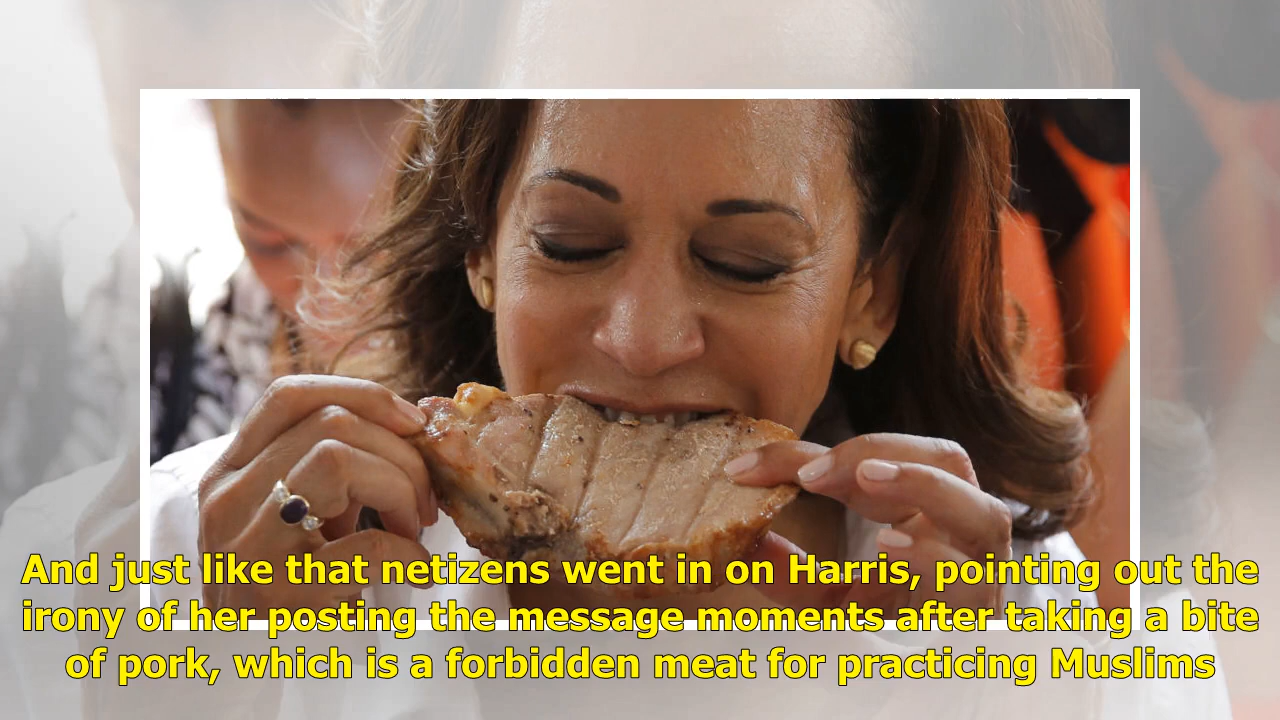 And just like that netizens went in on Harris, pointing out the
irony of her posting the message moments after taking a bite
of pork, which is a forbidden meat for practicing Muslims